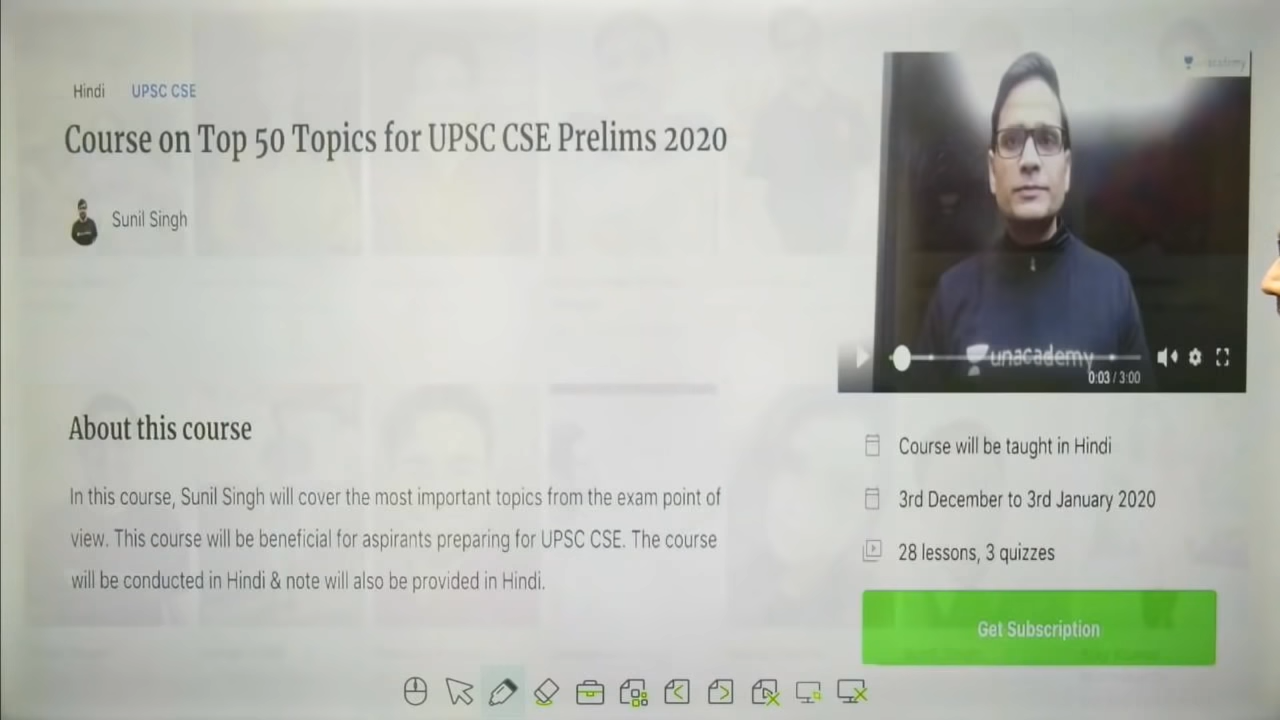 Hindi UPSC CSE
Course on Top 50 Topics for UPSC CSE Prelims 2020
Sunil Singh
unacademy
0:03 / 3:00
About this course
In this course, Sunil Singh will cover the most important topics from the exam point of
view. This course will be beneficial for aspirants preparing for UPSC CSE. The course
will be conducted in Hindi & note will also be provided in Hindi.
Course will be taught in Hindi
3rd December to 3rd January 2020
28 lessons, 3 quizzes
Get Subscription